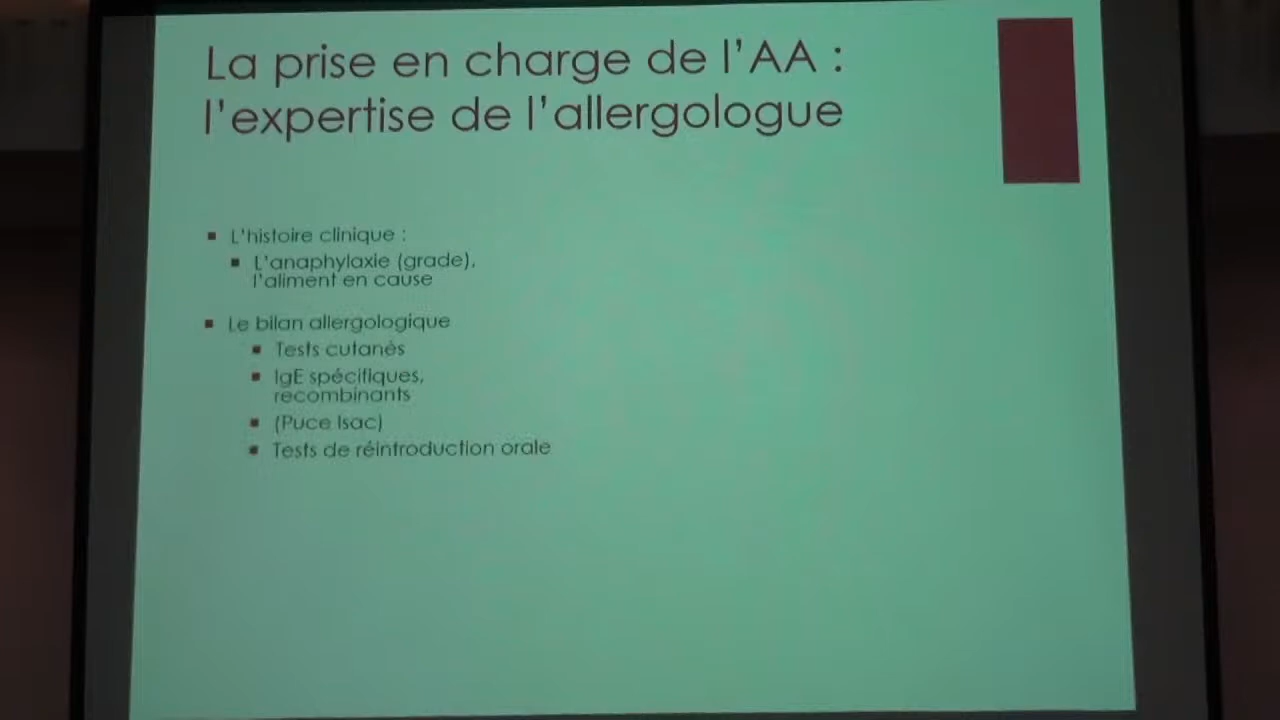 La prise en charge de l'AA :
l'expertise de l'allergologue
L'histoire clinique :
L'anaphylaxie (grade),
l'aliment en cause
Le bilan allergologique
Tests cutanés
IgE spécifiques,
recombinants
(Puce Isac)
Tests de réintroduction orale